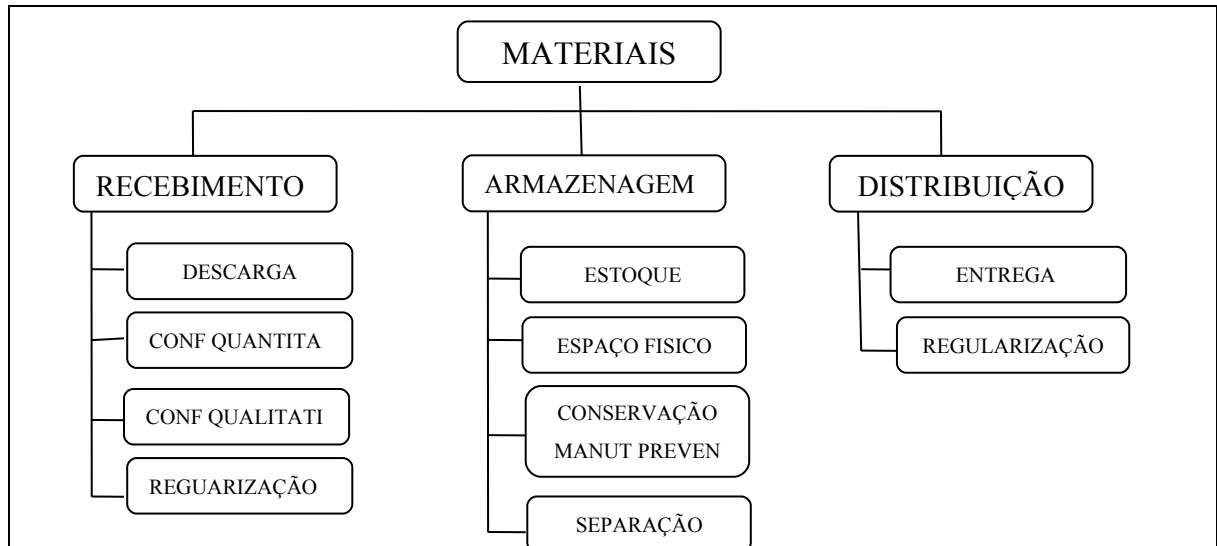 MATERIAIS
RECEBIMENTO
DESCARGA
CONF QUANTITA
CONF QUALITATI
REGUARIZAÇÃO
ARMAZENAGEM
ESTOQUE
ESPAÇO FISICO
CONSERVAÇÃO
MANUT PREVEN
SEPARAÇÃO
DISTRIBUIÇÃO
ENTREGA
REGULARIZAÇÃO